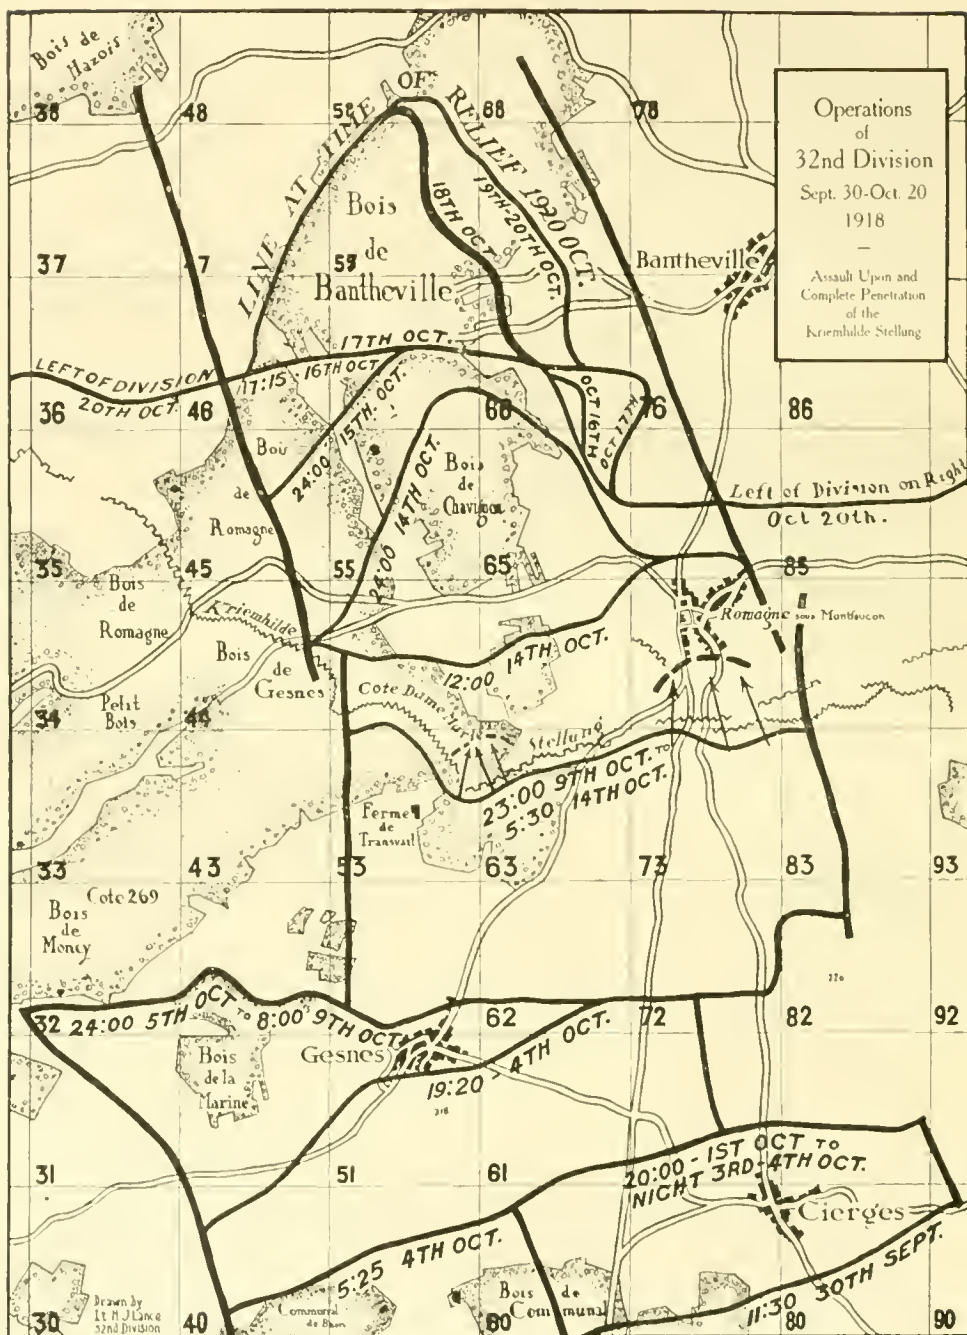 Operations
of
32nd Division
Sept. 30-Oct. 20
1918
—
Assault Upon and
Complete Penetration
of the
Kriemhilde Stellung
Bois de
Hazois
38
48
58
68
78
LINE AT TIME OF RELIEF 1920 OCT.
18TH OCT.
19TH-20TH OCT.
Bois
de
Bantheville
Bantheville
37
47
57
17TH OCT.
LEFT OF DIVISION
20TH OCT.
17:15 - 16TH OCT
24:00 15TH OCT.
24:00 14TH OCT.
OCT 16TH
OCT 17TH
36
46
66
76
86
Bois
de
Romagne
Bois
de
Chavignon
Left of Division on Right
Oct 20th.
35
45
55
65
85
Bois
de
Romagne
Kriemhilde
Bois
de
Gesnes
Romagne sous Montfaucon
12:00 14TH OCT.
Petit
Bois
34
44
Cote Dame Marie
Stellung
23:00 9TH OCT. TO
5:30 14TH OCT.
Ferme
de
Transvaal
33
43
53
63
73
83
93
Cote 269
Bois
de
Moncy
220
32
24:00 5TH OCT TO 8:00 9TH OCT.
62
72
82
92
Bois
de la
Marine
Gesnes
19:20 - 4TH OCT.
218
31
51
61
20:00 - 1ST OCT TO
NIGHT 3RD-4TH OCT.
Cierges
5:25 4TH OCT.
11:30 30TH SEPT.
Bois de
Communal
Communal
de Baon
Drawn by
Lt. H. J. Lance
32nd Division
30
40
60
80
90